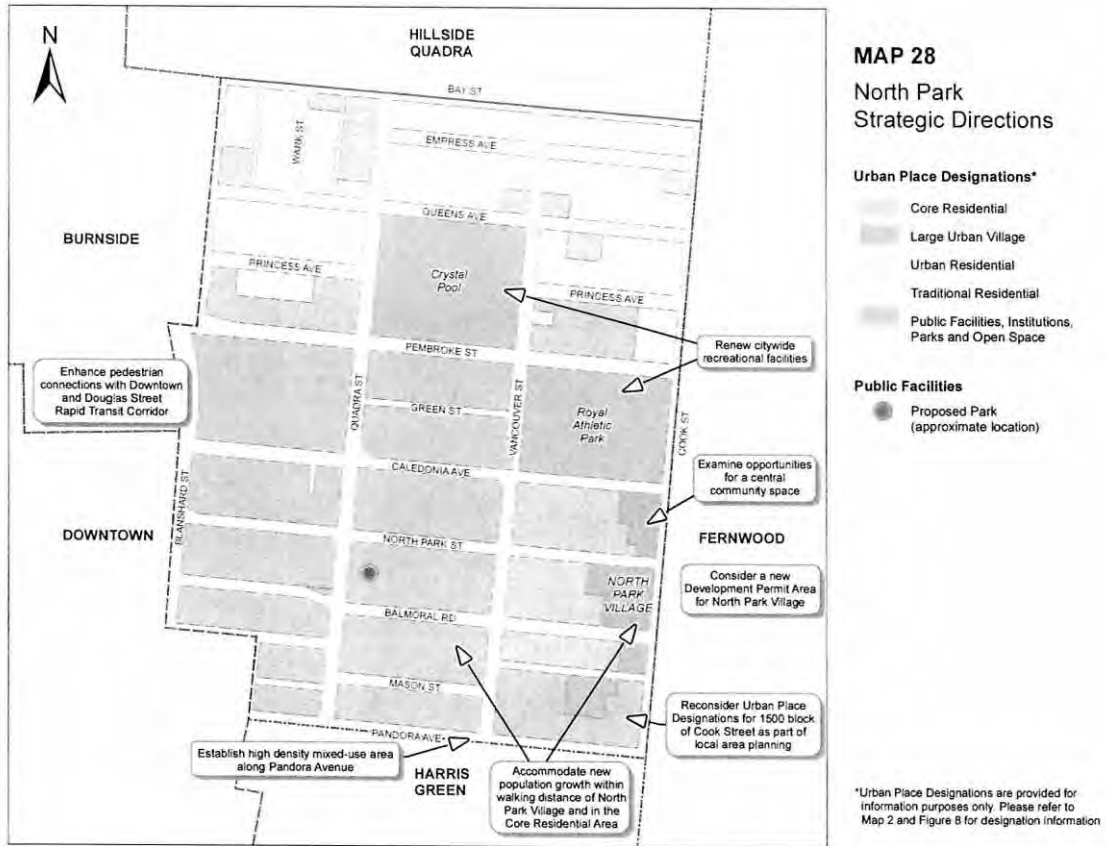 N
HILLSIDE
QUADRA
BAY ST
WARK ST
EMPRESS AVE
QUEENS AVE
BURNSIDE
PRINCESS AVE
Crystal
Pool
PRINCESS AVE
PEMBROKE ST
Renew citywide
recreational facilities
Enhance pedestrian
connections with Downtown
and Douglas Street
Rapid Transit Corridor
QUADRA ST
GREEN ST
VANCOUVER ST
Royal
Athletic
Park
COOK ST
BLANSHARD ST
CALEDONIA AVE
Examine opportunities
for a central
community space
DOWNTOWN
NORTH PARK ST
FERNWOOD
NORTH
PARK
VILLAGE
Consider a new
Development Permit Area
for North Park Village
BALMORAL RD
MASON ST
Reconsider Urban Place
Designations for 1500 block
of Cook Street as part of
local area planning
PANDORA AVE
Establish high density mixed-use area
along Pandora Avenue
HARRIS
GREEN
Accommodate new
population growth within
walking distance of North
Park Village and in the
Core Residential Area
MAP 28
North Park
Strategic Directions
Urban Place Designations*
Core Residential
Large Urban Village
Urban Residential
Traditional Residential
Public Facilities, Institutions,
Parks and Open Space
Public Facilities
Proposed Park
(approximate location)
*Urban Place Designations are provided for
information purposes only. Please refer to
Map 2 and Figure 8 for designation information